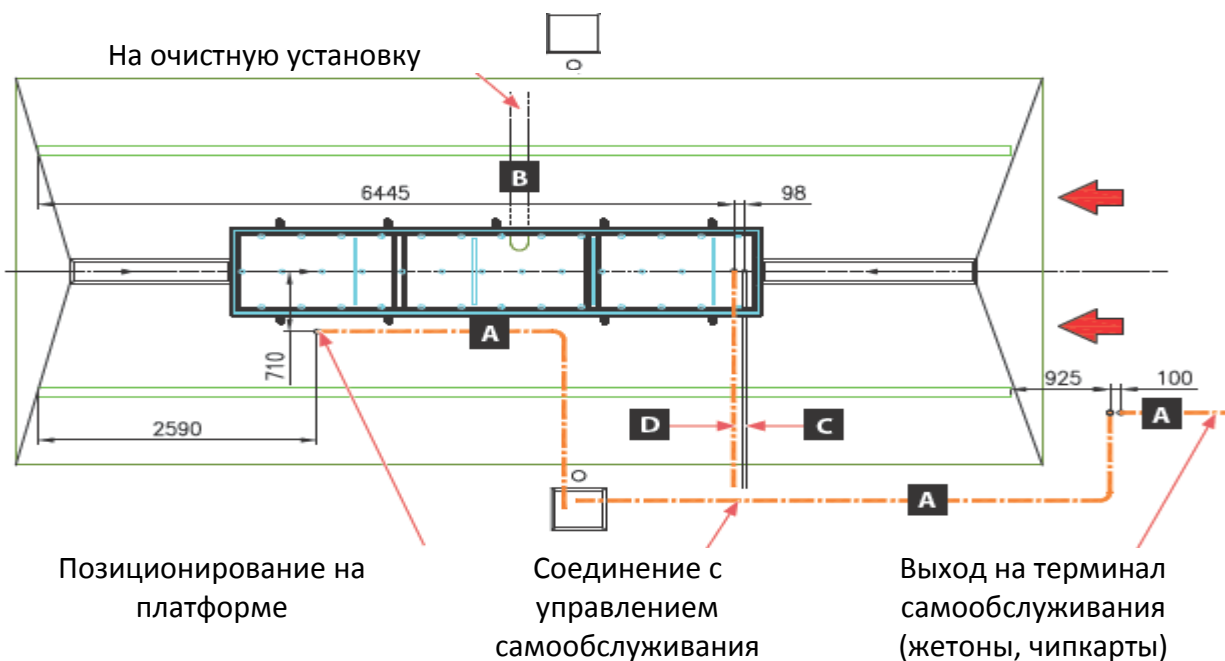 На очистную установку
B
6445
98
A
710
925
100
2590
D
C
A
A
Позиционирование на
платформе
Соединение с
управлением
самообслуживания
Выход на терминал
самообслуживания
(жетоны, чипкарты)